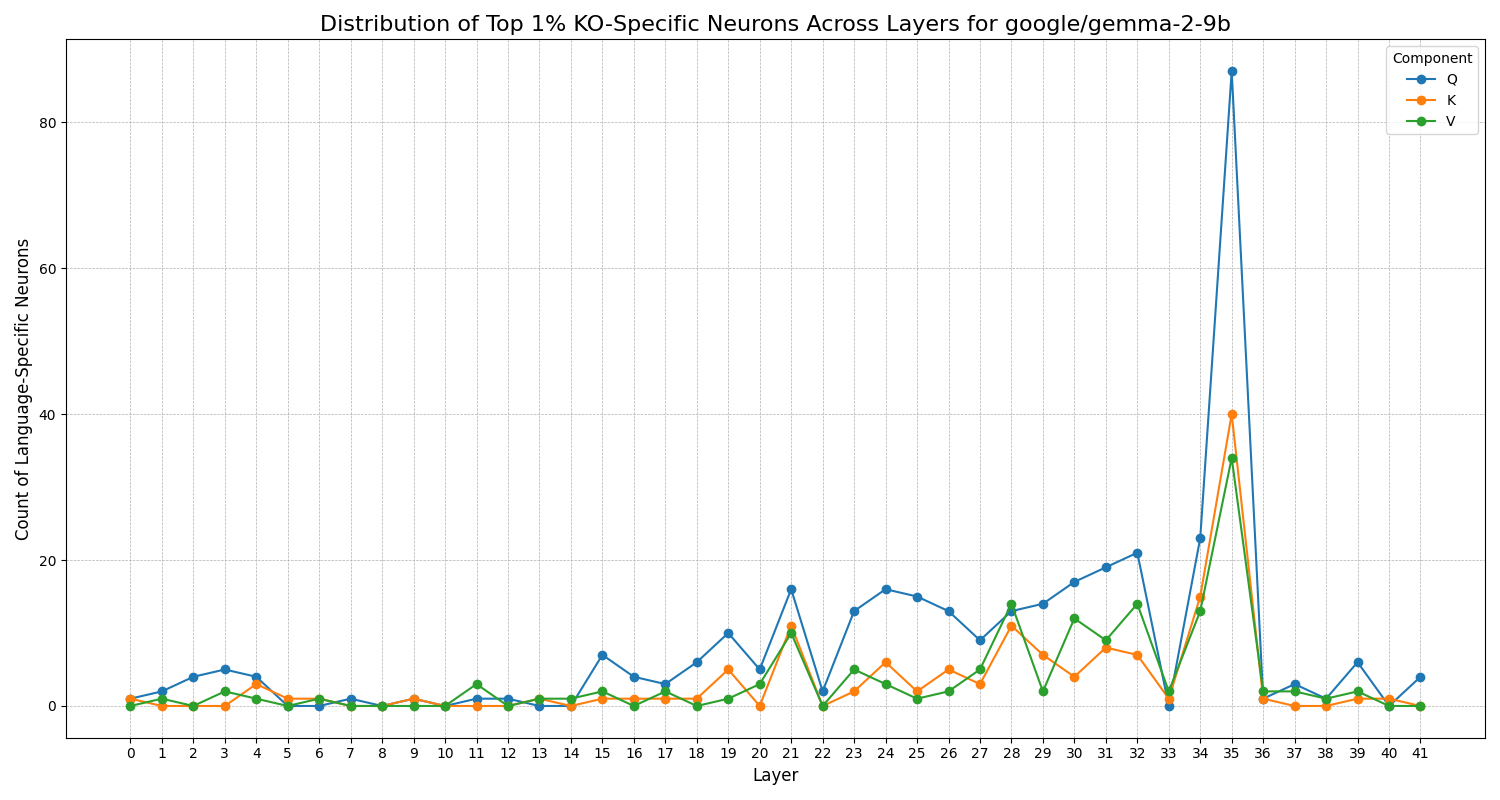 Distribution of Top 1% KO-Specific Neurons Across Layers for google/gemma-2-9b
Component
Q
K
V
Count of Language-Specific Neurons
80
60
40
20
0
0 1 2 3 4 5 6 7 8 9 10 11 12 13 14 15 16 17 18 19 20 21 22 23 24 25 26 27 28 29 30 31 32 33 34 35 36 37 38 39 40 41
Layer